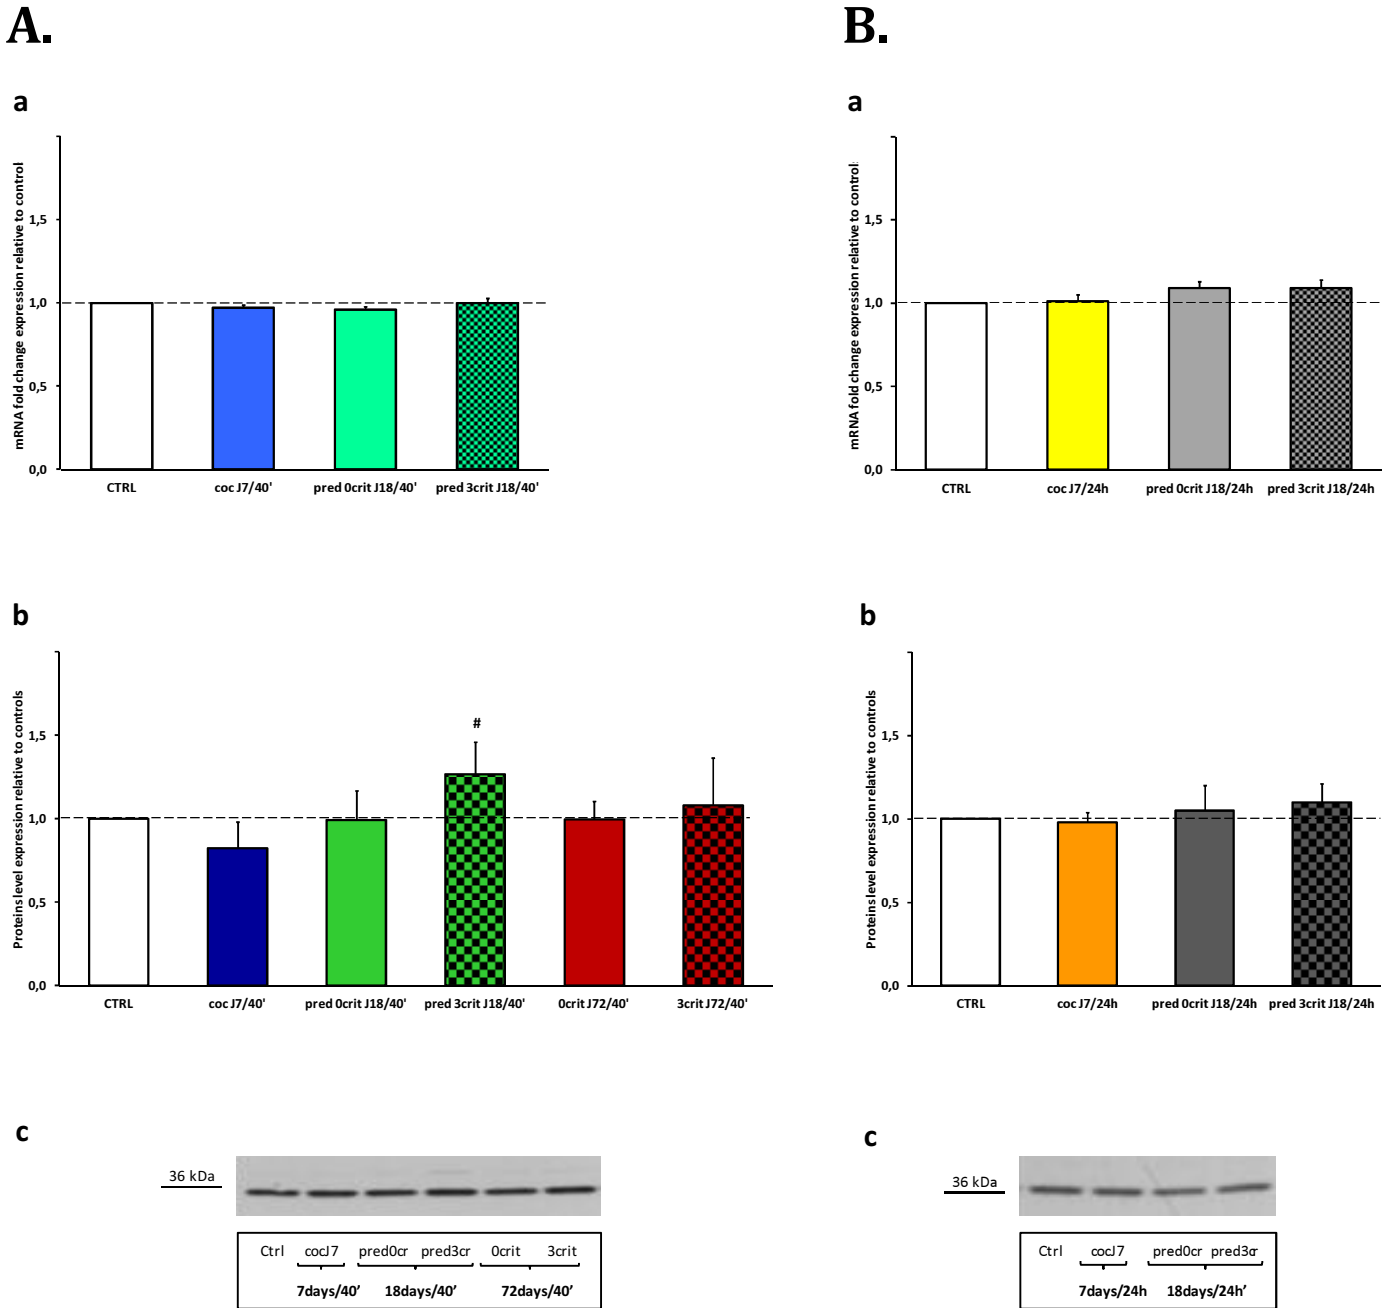 A.
B.
a
mRNA fold change expression relative to control
1,5
1,0
0,5
0,0
CTRL
coc J7/40'
pred 0crit J18/40'
pred 3crit J18/40'
a
mRNA fold change expression relative to control
1,5
1,0
0,5
0,0
CTRL
coc J7/24h
pred 0crit J18/24h
pred 3crit J18/24h
b
Proteins level expression relative to controls
1,5
1,0
0,5
0,0
#
CTRL
coc J7/40'
pred 0crit J18/40'
pred 3crit J18/40'
0crit J72/40'
3crit J72/40'
b
Proteins level expression relative to controls
1,5
1,0
0,5
0,0
CTRL
coc J7/24h
pred 0crit J18/24h
pred 3crit J18/24h
c
36 kDa
Ctrl cocJ7 pred0cr pred3cr 0crit 3crit
7days/40’ 18days/40’ 72days/40’
c
36 kDa
Ctrl cocJ7 pred0cr pred3cr
7days/24h 18days/24h’